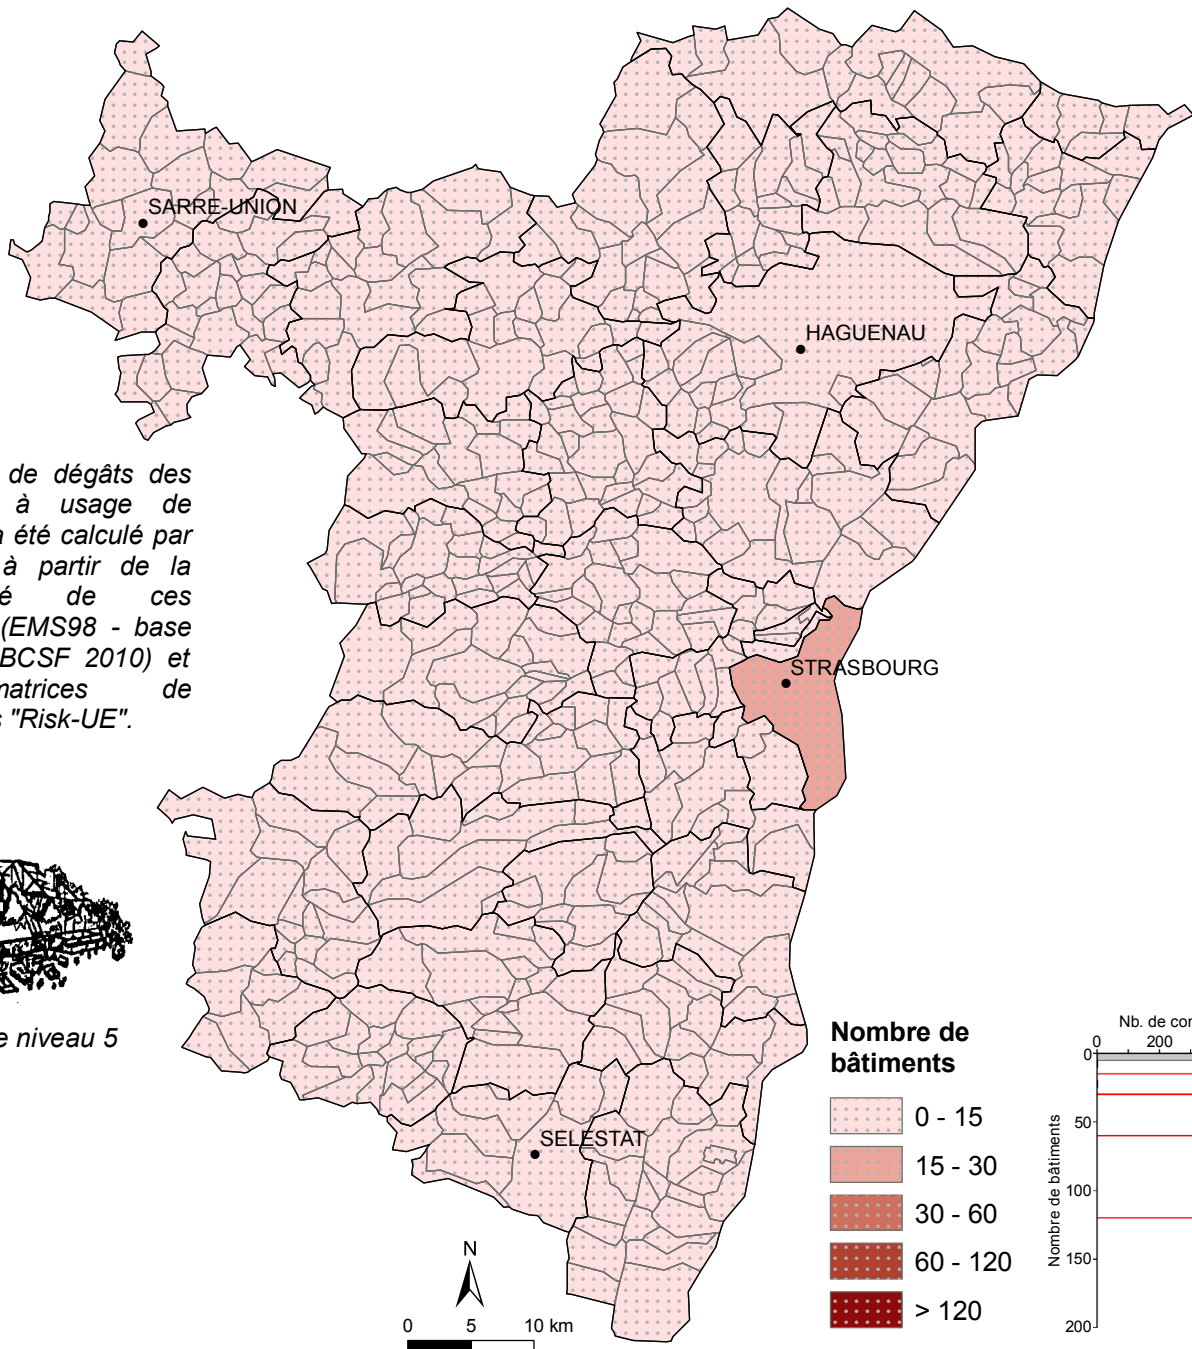 SARRE-UNION
HAGUENAU
de dégâts des
à usage de
a été calculé par
à partir de la
de ces
(EMS98 - base
BCSF 2010) et
de
"Risk-UE".
STRASBOURG
niveau 5
SELESTAT
Nombre de
bâtiments
0 - 15
15 - 30
30 - 60
60 - 120
> 120
N
0 5 10 km
Nb. de
0 200
Nombre de bâtiments
0
50
100
150
200